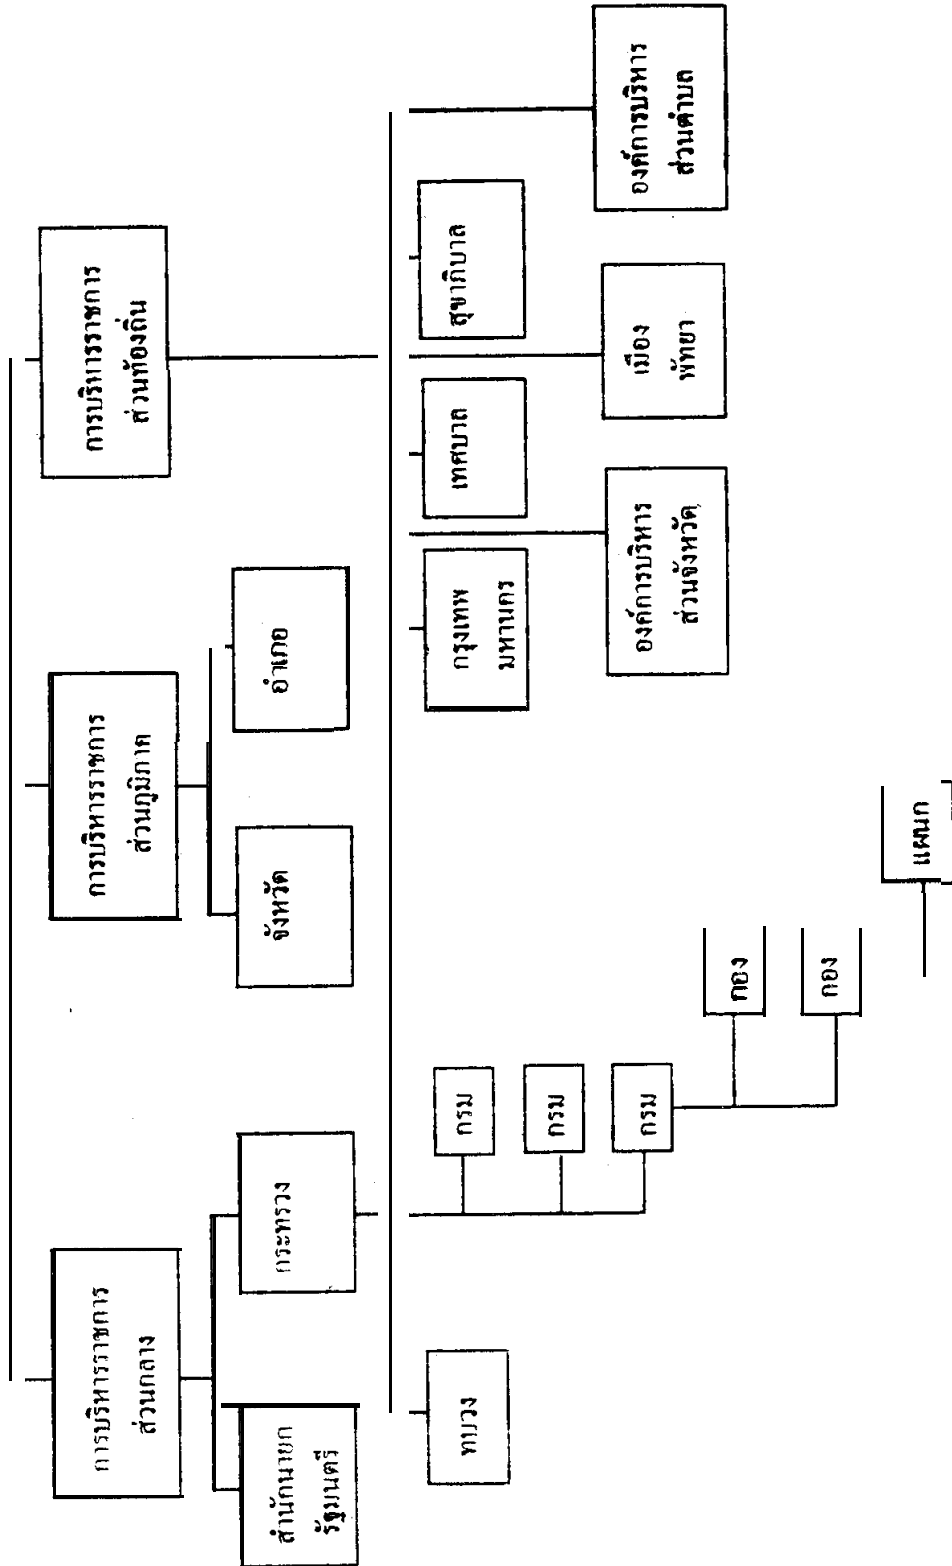 การบริหารราชการ
ส่วนกลาง
การบริหารราชการ
ส่วนภูมิภาค
การบริหารราชการ
ส่วนท้องถิ่น
สำนักนายก
รัฐมนตรี
กระทรวง
จังหวัด
อำเภอ
ทบวง
กรม
กรม
กรม
กอง
กอง
แผนก
กรุงเทพ
มหานคร
เทศบาล
สุขาภิบาล
องค์การบริหาร
ส่วนจังหวัด
เมือง
พัทยา
องค์การบริหาร
ส่วนตำบล